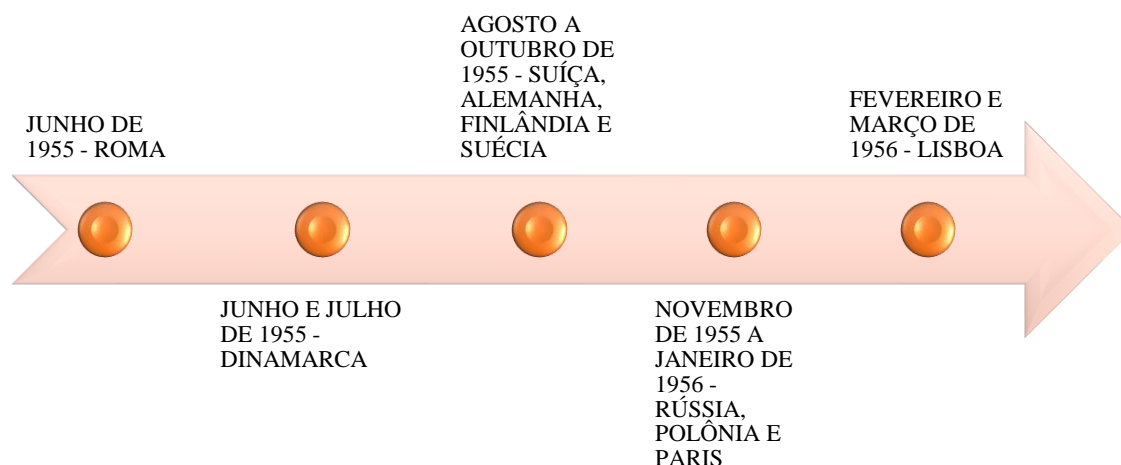 JUNHO DE
1955 - ROMA
JUNHO E JULHO
DE 1955 -
DINAMARCA
AGOSTO A
OUTUBRO DE
1955 - SUÍÇA,
ALEMANHA,
FINLÂNDIA E
SUÉCIA
NOVEMBRO
DE 1955 A
JANEIRO DE
1956 -
RÚSSIA,
POLÔNIA E
PARIS
FEVEREIRO E
MARÇO DE
1956 - LISBOA